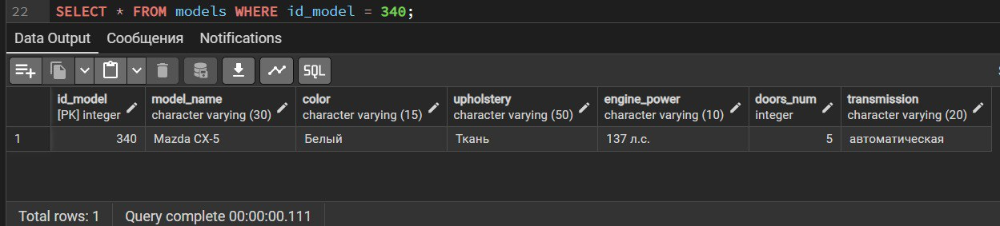 22 SELECT * FROM models WHERE id_model = 340;
Data Output Сообщения Notifications
SQL
id_model model_name color upholstery engine_power doors_num transmission
[PK] integer character varying (30) character varying (15) character varying (50) character varying (10) integer character varying (20)
1 340 Mazda CX-5 Белый Ткань 137 л.с. 5 автоматическая
Total rows: 1 Query complete 00:00:00.111